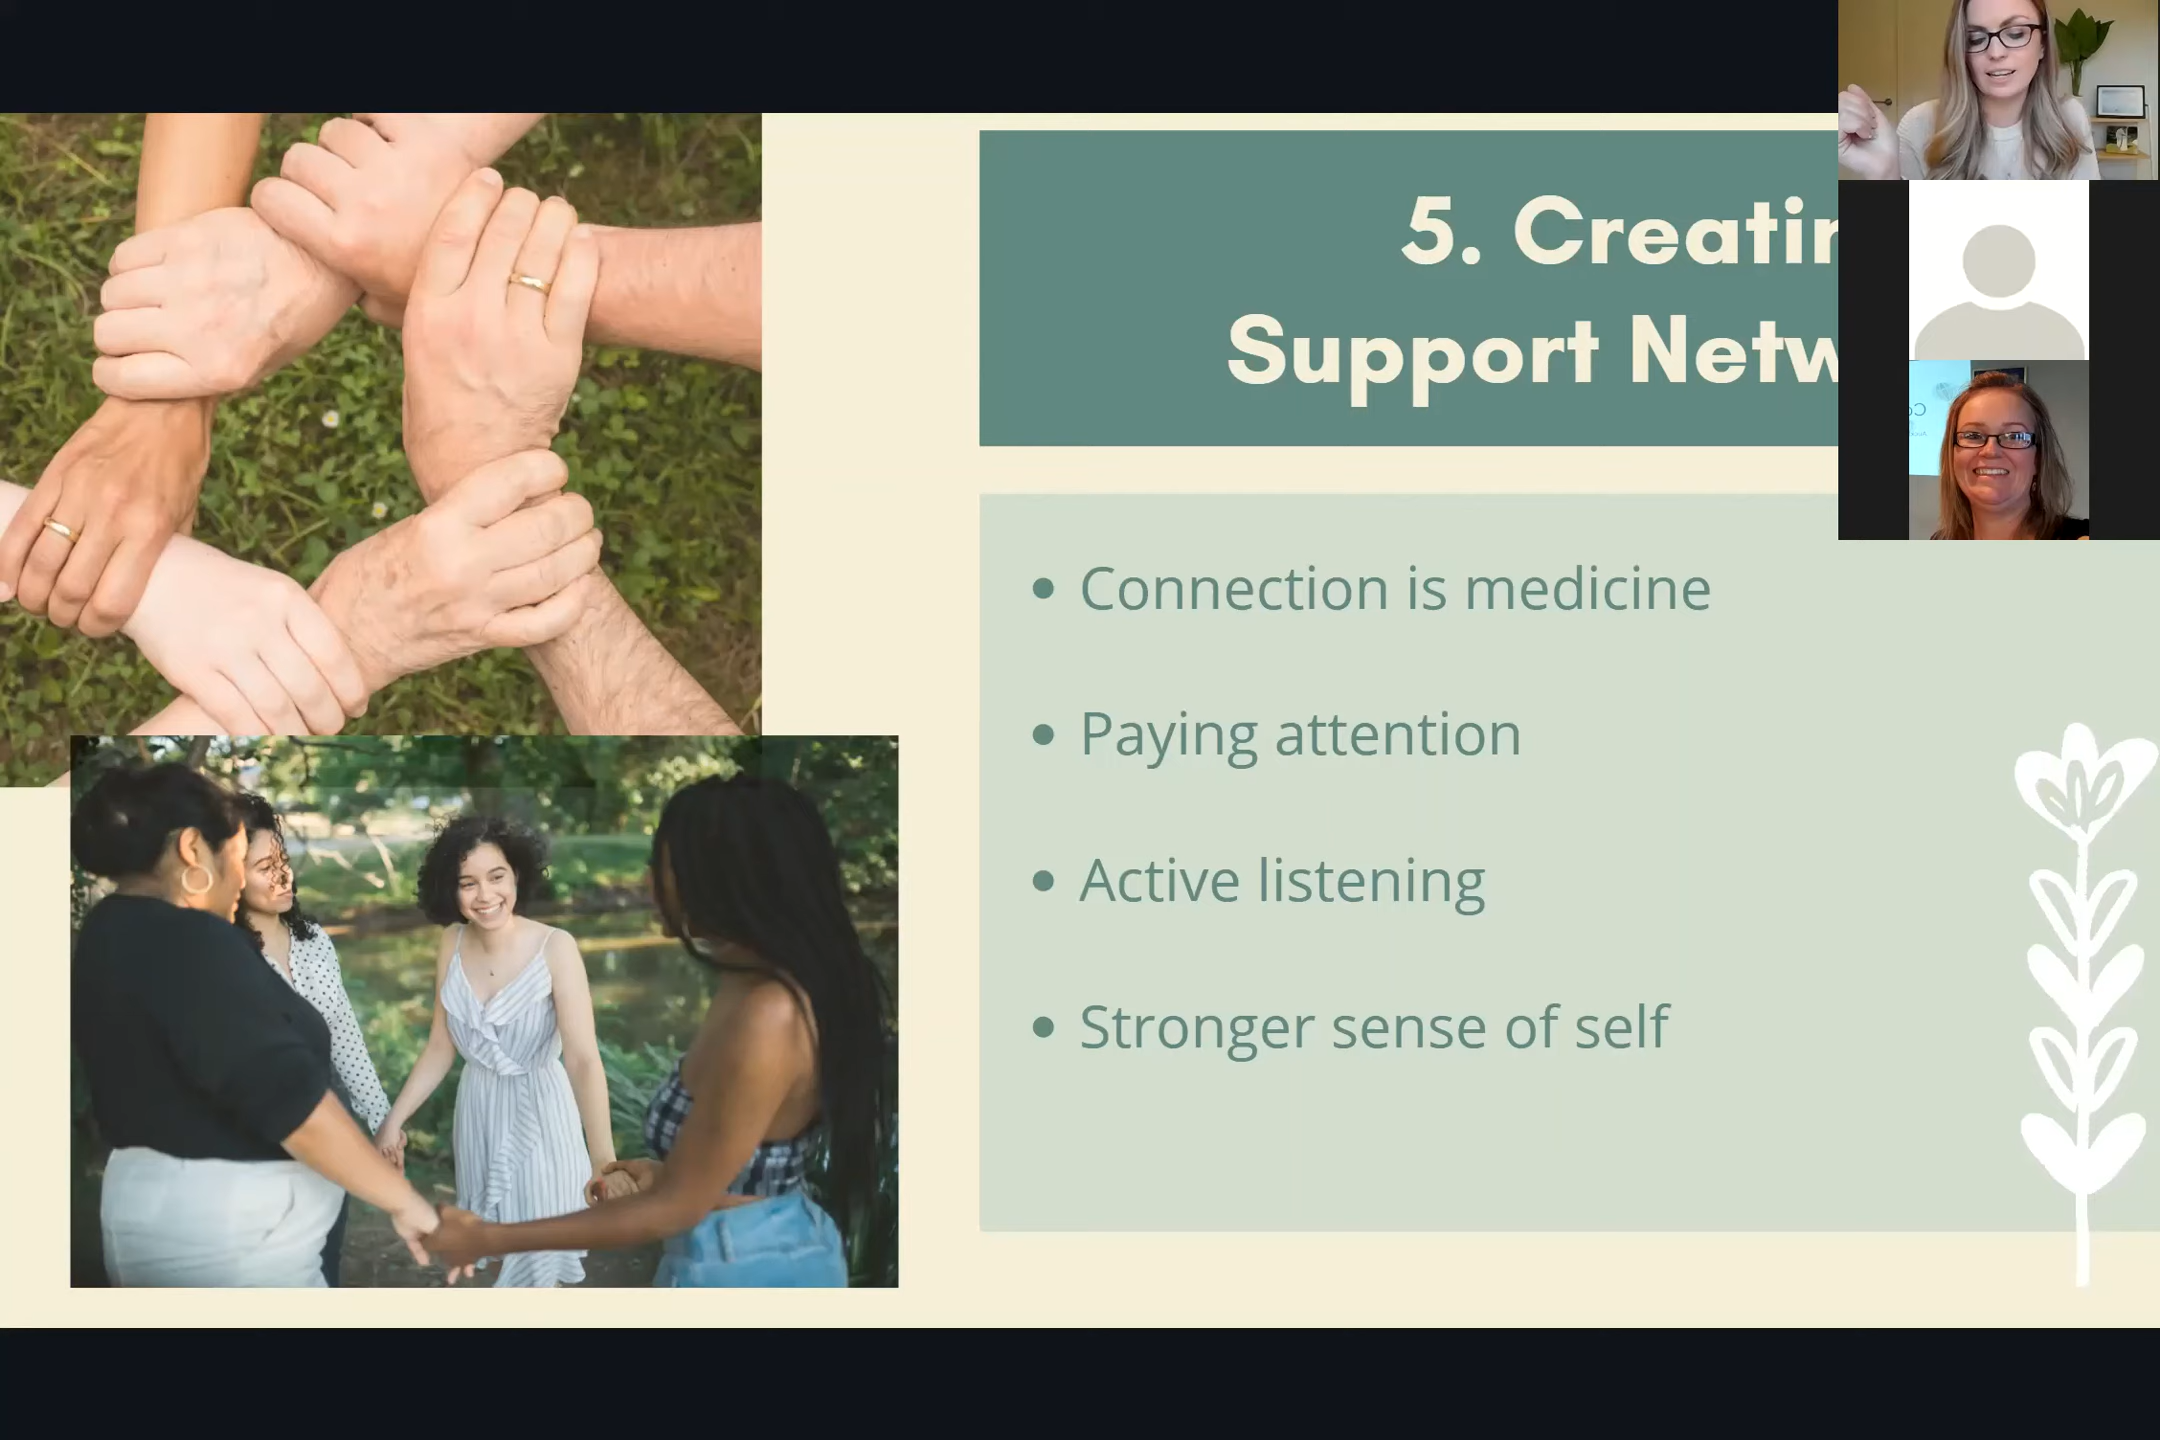 5. Creatin
Support Netw
• Connection is medicine
• Paying attention
• Active listening
• Stronger sense of self